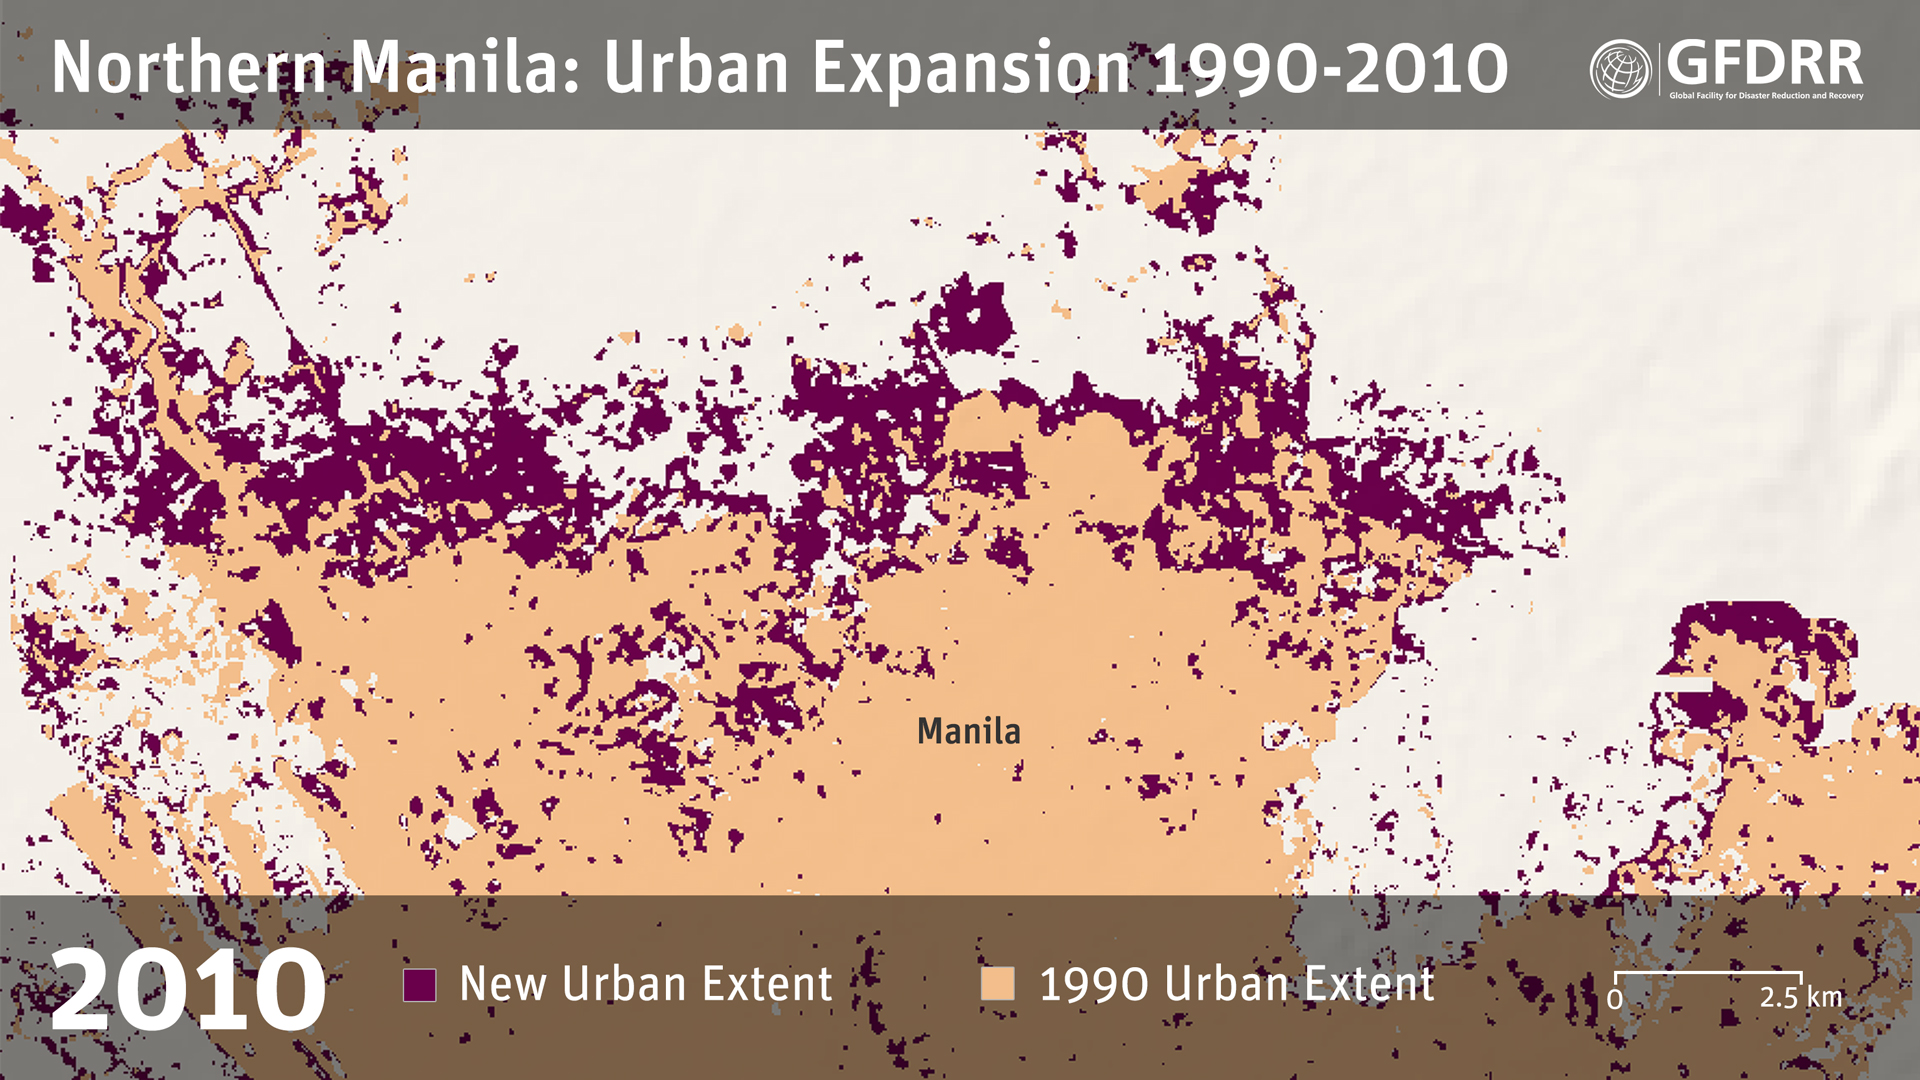 Northern Manila: Urban Expansion 1990-2010
GFDRR
Global Facility for Disaster Reduction and Recovery
Manila
2010
New Urban Extent
1990 Urban Extent
0
2.5 km